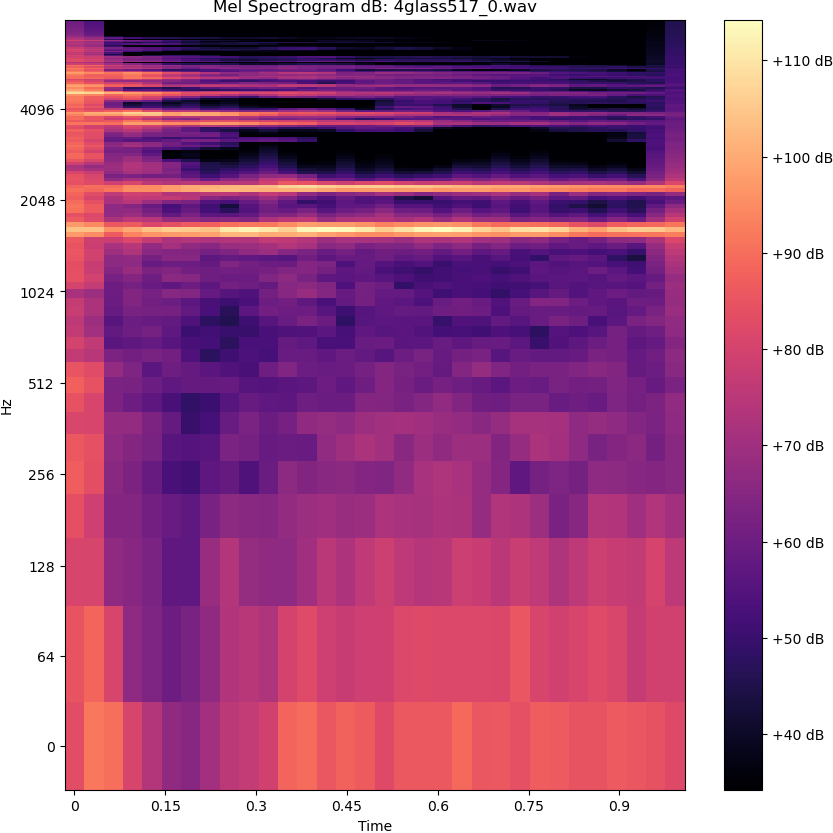 Mel Spectrogram dB: 4glass517_0.wav
+110 dB
4096
+100 dB
2048
+90 dB
1024
+80 dB
512
Hz
+70 dB
256
+60 dB
128
+50 dB
64
+40 dB
0
0 0.15 0.3 0.45 0.6 0.75 0.9
Time